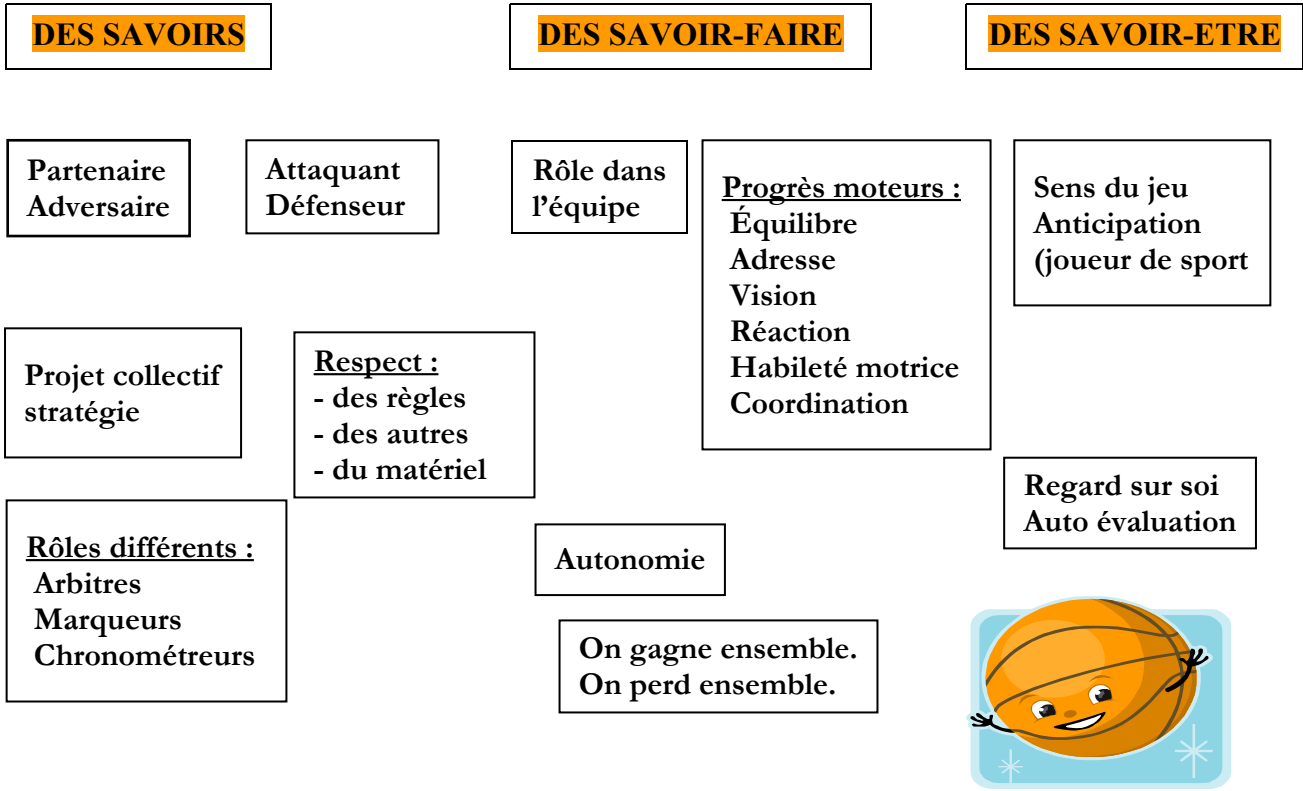 DES SAVOIRS
DES SAVOIR-FAIRE
DES SAVOIR-ETRE
Partenaire
Adversaire
Attaquant
Défenseur
Rôle dans
l’équipe
Progrès moteurs :
Équilibre
Adresse
Vision
Réaction
Habileté motrice
Coordination
Sens du jeu
Anticipation
(joueur de sport
Projet collectif
stratégie
Respect :
- des règles
- des autres
- du matériel
Regard sur soi
Auto évaluation
Rôles différents :
Arbitres
Marqueurs
Chronométreurs
Autonomie
On gagne ensemble.
On perd ensemble.